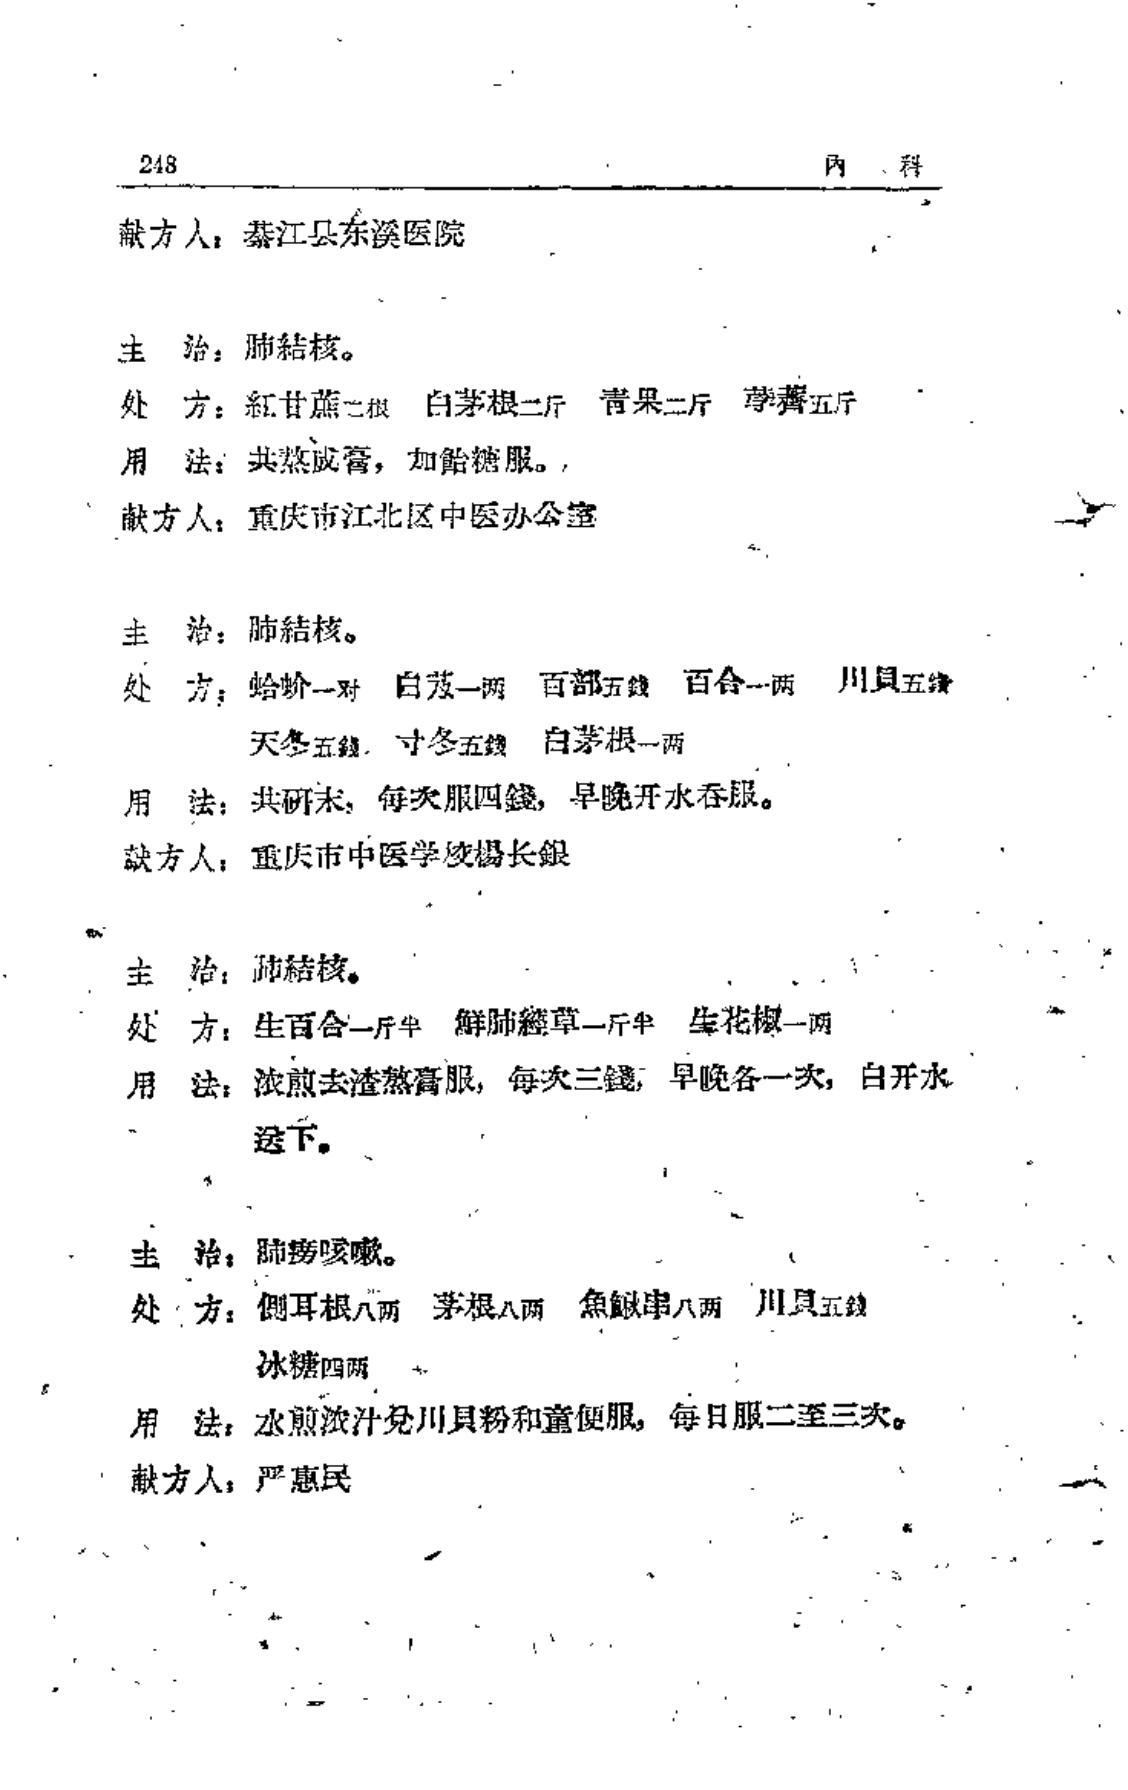 248 內 科
献方人：綦江县东溪医院
主 治：肺結核。
处 方：紅甘蔗七根 白茅根二斤 青果二斤 荸薺五斤
用 法：共熬成膏，加飴糖服。
献方人：重庆市江北区中医办公室
主 治：肺結核。
处 方：蛤蚧一对 白芨一两 百部五錢 百合一两 川貝五錢
天冬五錢 寸冬五錢 白茅根一两
用 法：共研末，每次服四錢，早晚开水吞服。
献方人：重庆市中医学校楊长銀
主 治：肺結核。
处 方：生百合一斤半 鮮肺經草一斤半 生花椒一两
用 法：浓煎去渣熬膏服，每次三錢，早晚各一次，白开水
送下。
主 治：肺痨咳嗽。
处 方：側耳根八两 茅根八两 魚鰍串八两 川貝五錢
冰糖四两
用 法：水煎浓汁兌川貝粉和童便服，每日服二至三次。
献方人：严惠民